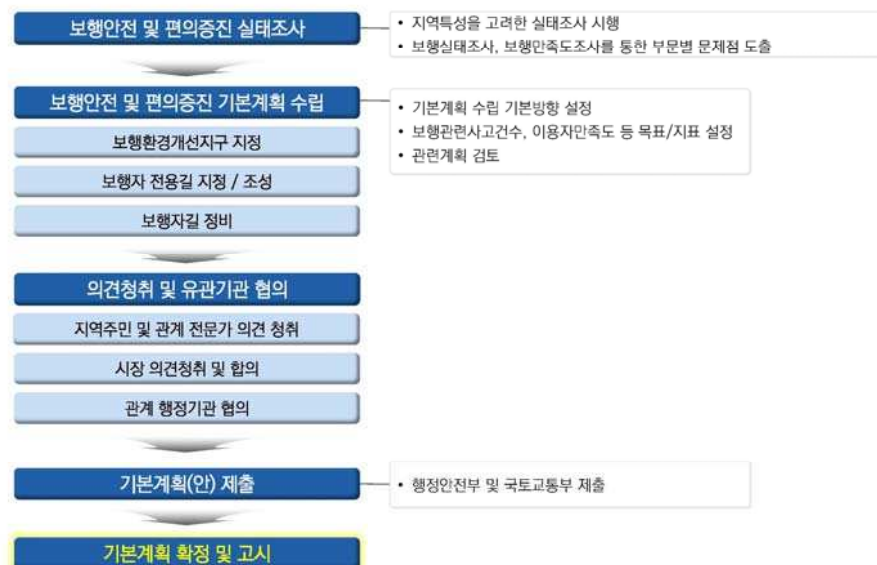 보행안전 및 편의증진 실태조사
• 지역특성을 고려한 실태조사 시행
• 보행실태조사, 보행만족도조사를 통한 부문별 문제점 도출
보행안전 및 편의증진 기본계획 수립
• 기본계획 수립 기본방향 설정
• 보행관련사고건수, 이용자만족도 등 목표/지표 설정
• 관련계획 검토
보행환경개선지구 지정
보행자 전용길 지정 / 조성
보행자길 정비
의견청취 및 유관기관 협의
지역주민 및 관계 전문가 의견 청취
시장 의견청취 및 합의
관계 행정기관 협의
기본계획(안) 제출
• 행정안전부 및 국토교통부 제출
기본계획 확정 및 고시